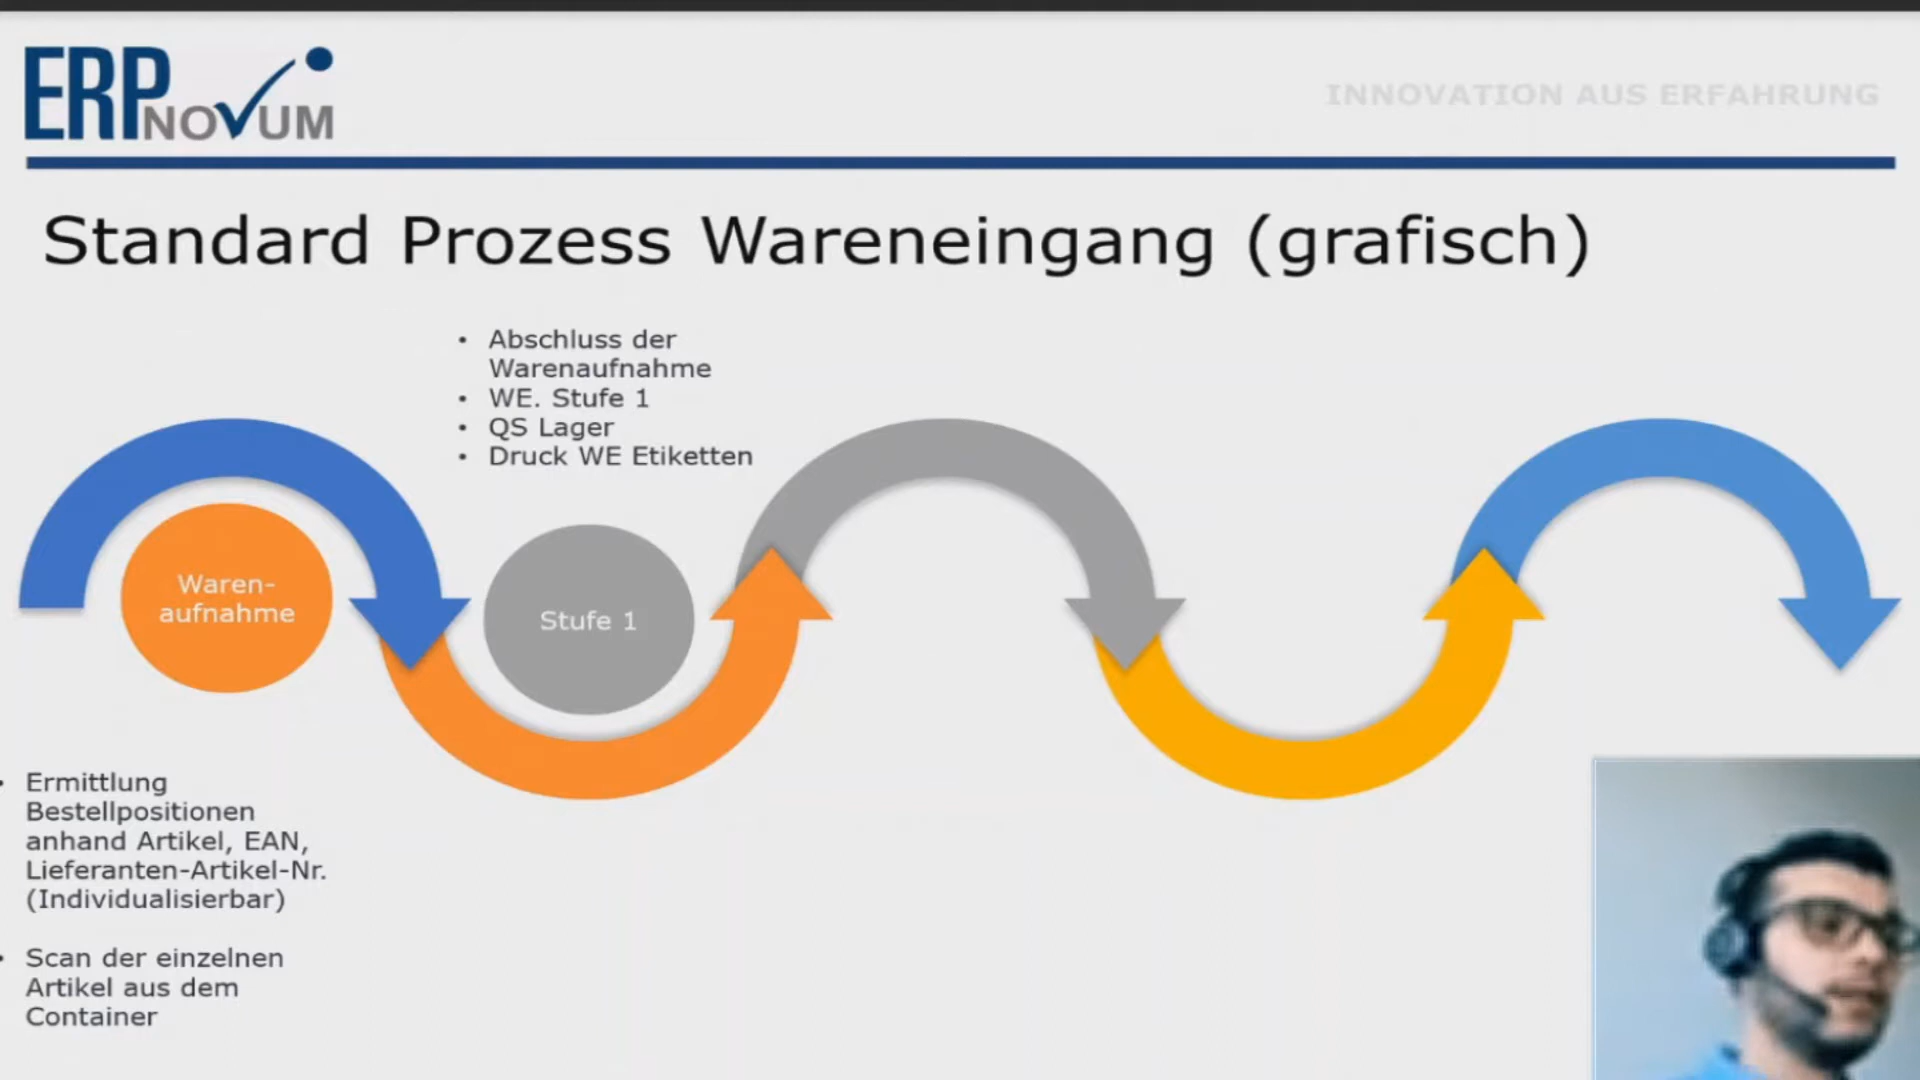 ERP
NOVUM
INNOVATION AUS ERFAHRUNG
Standard Prozess Wareneingang (grafisch)
• Abschluss der
Warenaufnahme
• WE. Stufe 1
• QS Lager
• Druck WE Etiketten
Waren-
aufnahme
Stufe 1
• Ermittlung
Bestellpositionen
anhand Artikel, EAN,
Lieferanten-Artikel-Nr.
(Individualisierbar)
• Scan der einzelnen
Artikel aus dem
Container